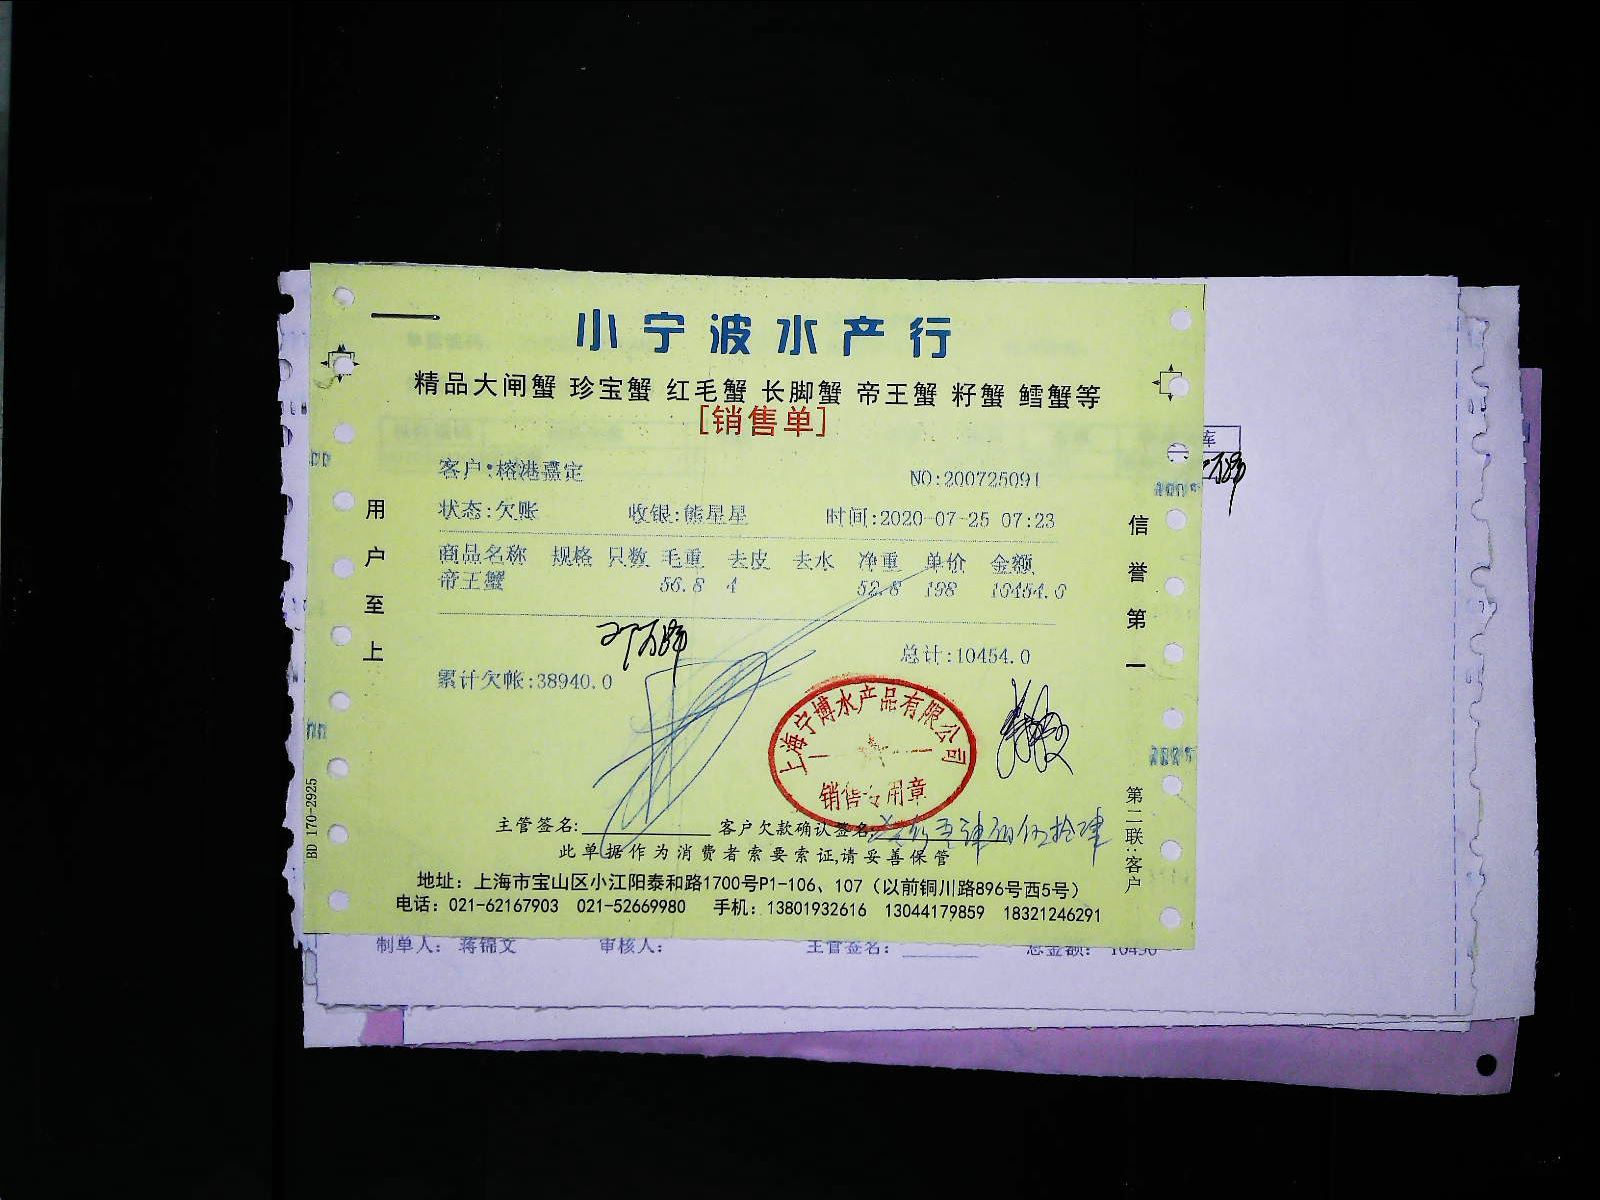 小宁波水产行
精品大闸蟹 珍宝蟹 红毛蟹 长脚蟹 帝王蟹 籽蟹 鳕蟹等
[销售单]
客户:榕港嘉定 NO:200725091
状态:欠账 收银:熊星星 时间:2020-07-25 07:23
商品名称 规格 只数 毛重 去皮 去水 净重 单价 金额
帝王蟹 56.8 4 52.8 198 10454.0
总计:10454.0
累计欠帐:38940.0
用户至上
信誉第一
上海宁博水产品有限公司
销售专用章
主管签名: 客户欠款确认签名:
此单据作为消费者索要索证,请妥善保管
地址：上海市宝山区小江阳泰和路1700号P1-106、107（以前铜川路896号西5号）
电话：021-62167903 021-52669980 手机：13801932616 13044179859 18321246291
第二联:客户
BD 170-2925
库
制单人：蒋锦文 审核人： 主管签名： 总金额： 10450